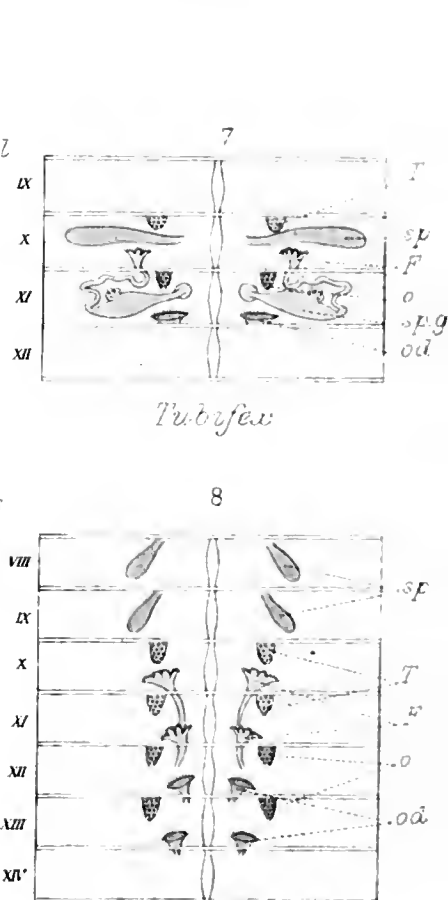 7
IX
T
X
sp
F
XI
o
sp.g
od
XII
Tubifex
8
VIII
sp
IX
X
T
XI
F
o
XII
od
XIII
XIV